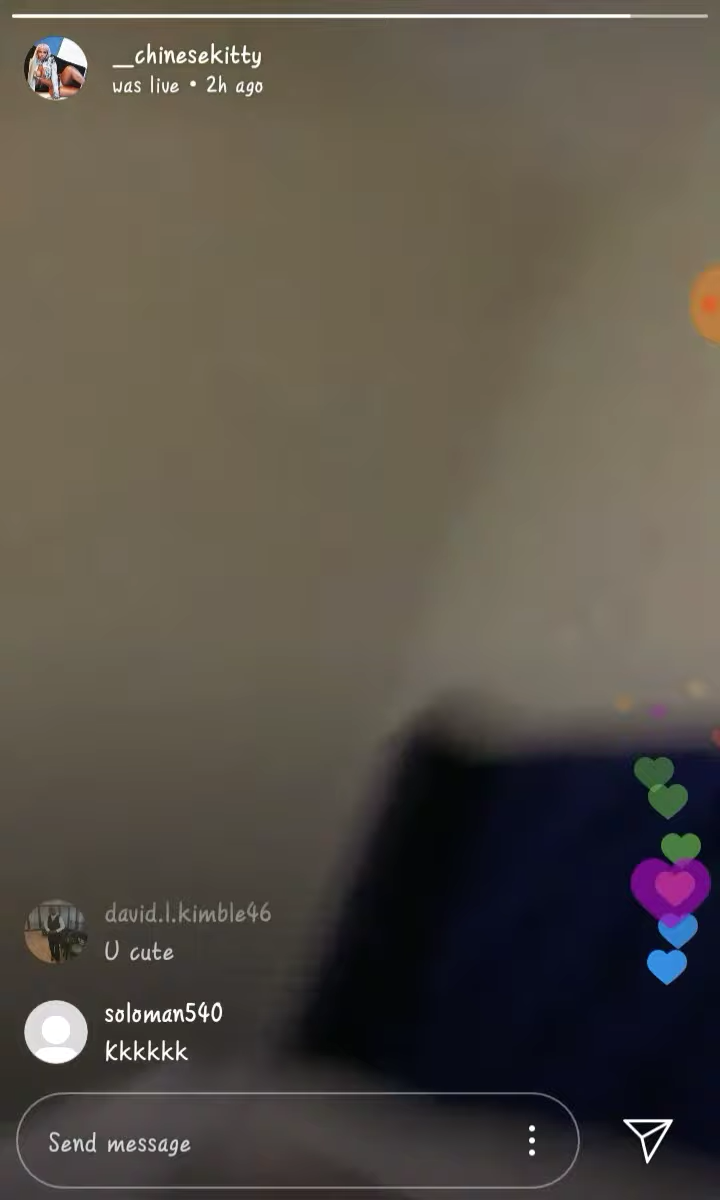 __chinesekitty
was live • 2h ago
david.l.kimble46
U cute
soloman540
kkkkkk
Send message